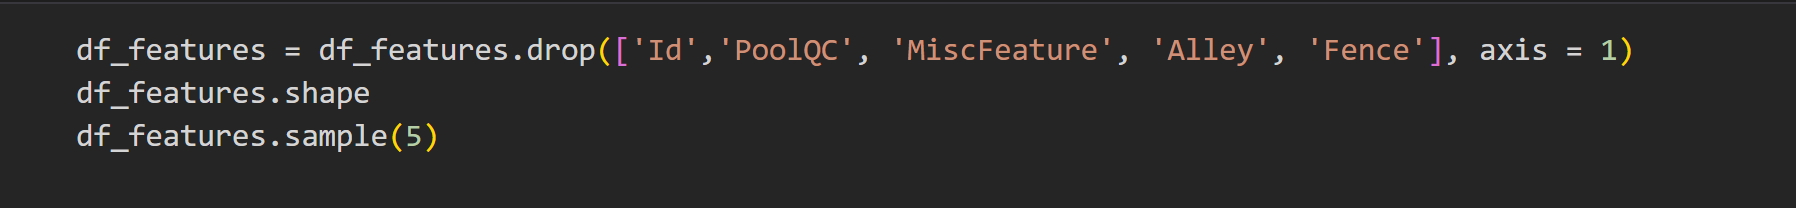 df_features = df_features.drop(['Id','PoolQC', 'MiscFeature', 'Alley', 'Fence'], axis = 1)
df_features.shape
df_features.sample(5)